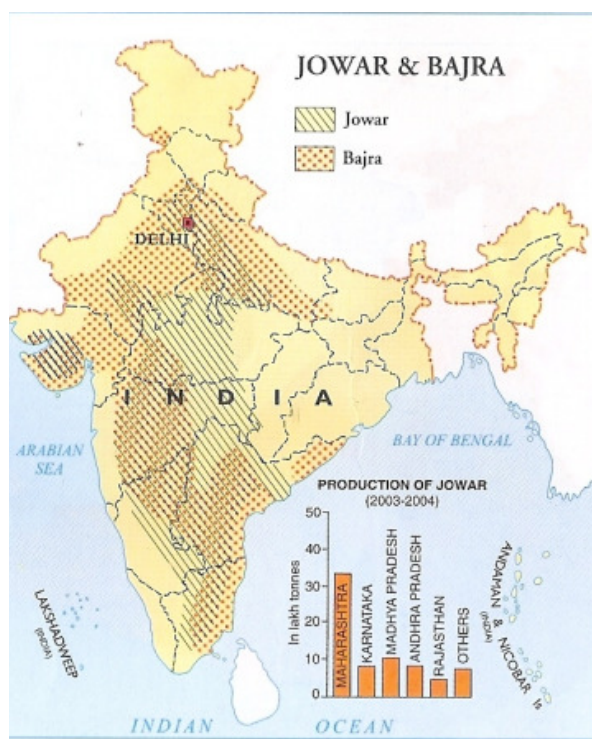 JOWAR & BAJRA
Jowar
Bajra
DELHI
INDIA
ARABIAN
SEA
BAY OF BENGAL
PRODUCTION OF JOWAR
(2003-2004)
In lakh tonnes
50
40
30
20
10
0
MAHARASHTRA
KARNATAKA
MADHYA PRADESH
ANDHRA PRADESH
RAJASTHAN
OTHERS
LAKSHADWEEP
(INDIA)
ANDAMAN & NICOBAR Is
(INDIA)
INDIAN OCEAN